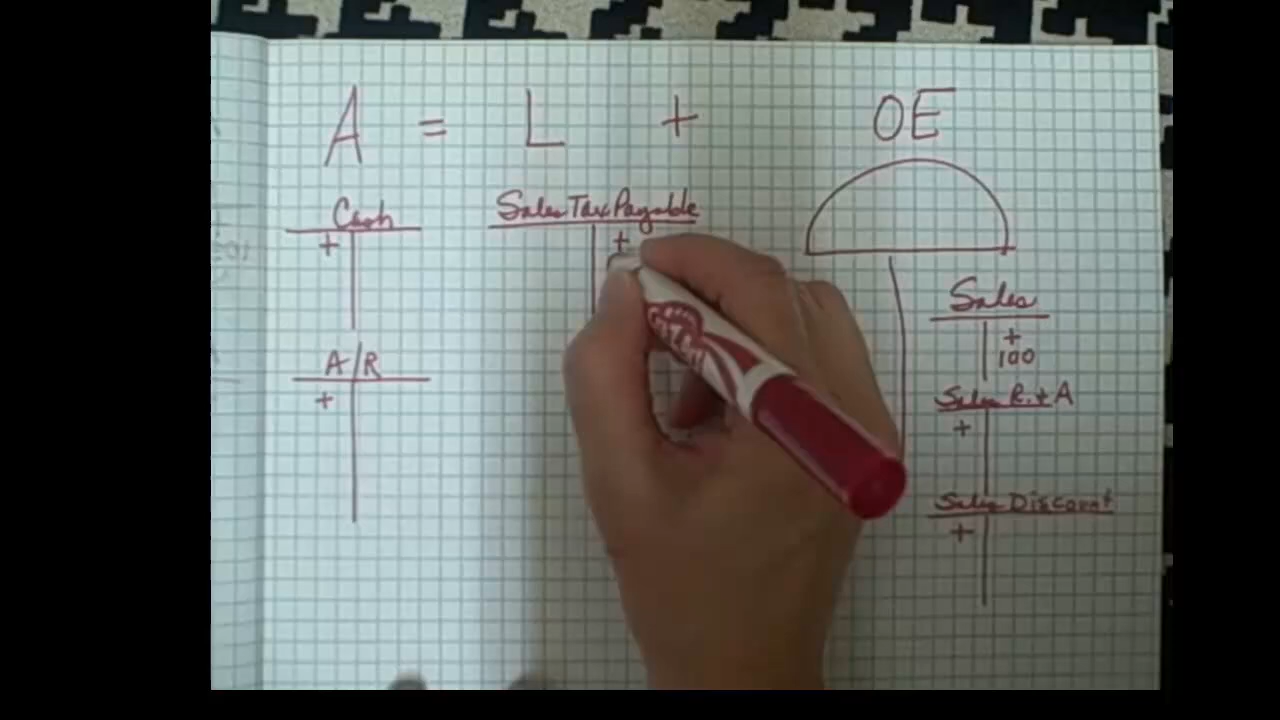 A = L + OE
Cash
+
Sales Tax Payable
+
A/R
+
Sales
+
100
Sales R. + A
+
Sales Discount
+